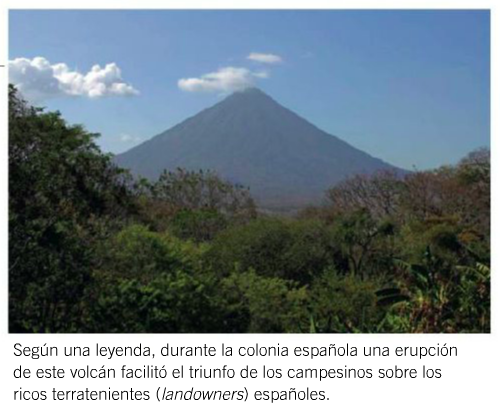 Según una leyenda, durante la colonia española una erupción
de este volcán facilitó el triunfo de los campesinos sobre los
ricos terratenientes (landowners) españoles.